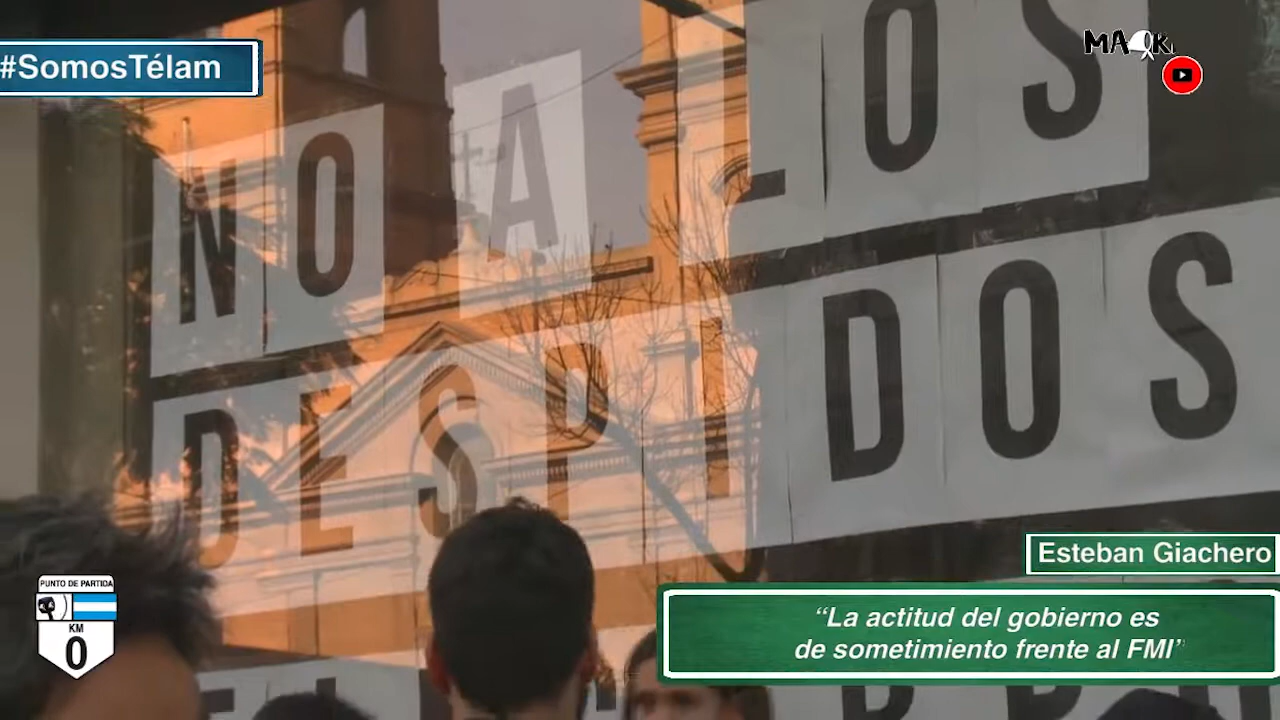 #SomosTélam
NO A LOS
DESPIDOS
Esteban Giachero
“La actitud del gobierno es
de sometimiento frente al FMI”
PUNTO DE PARTIDA
KM
0